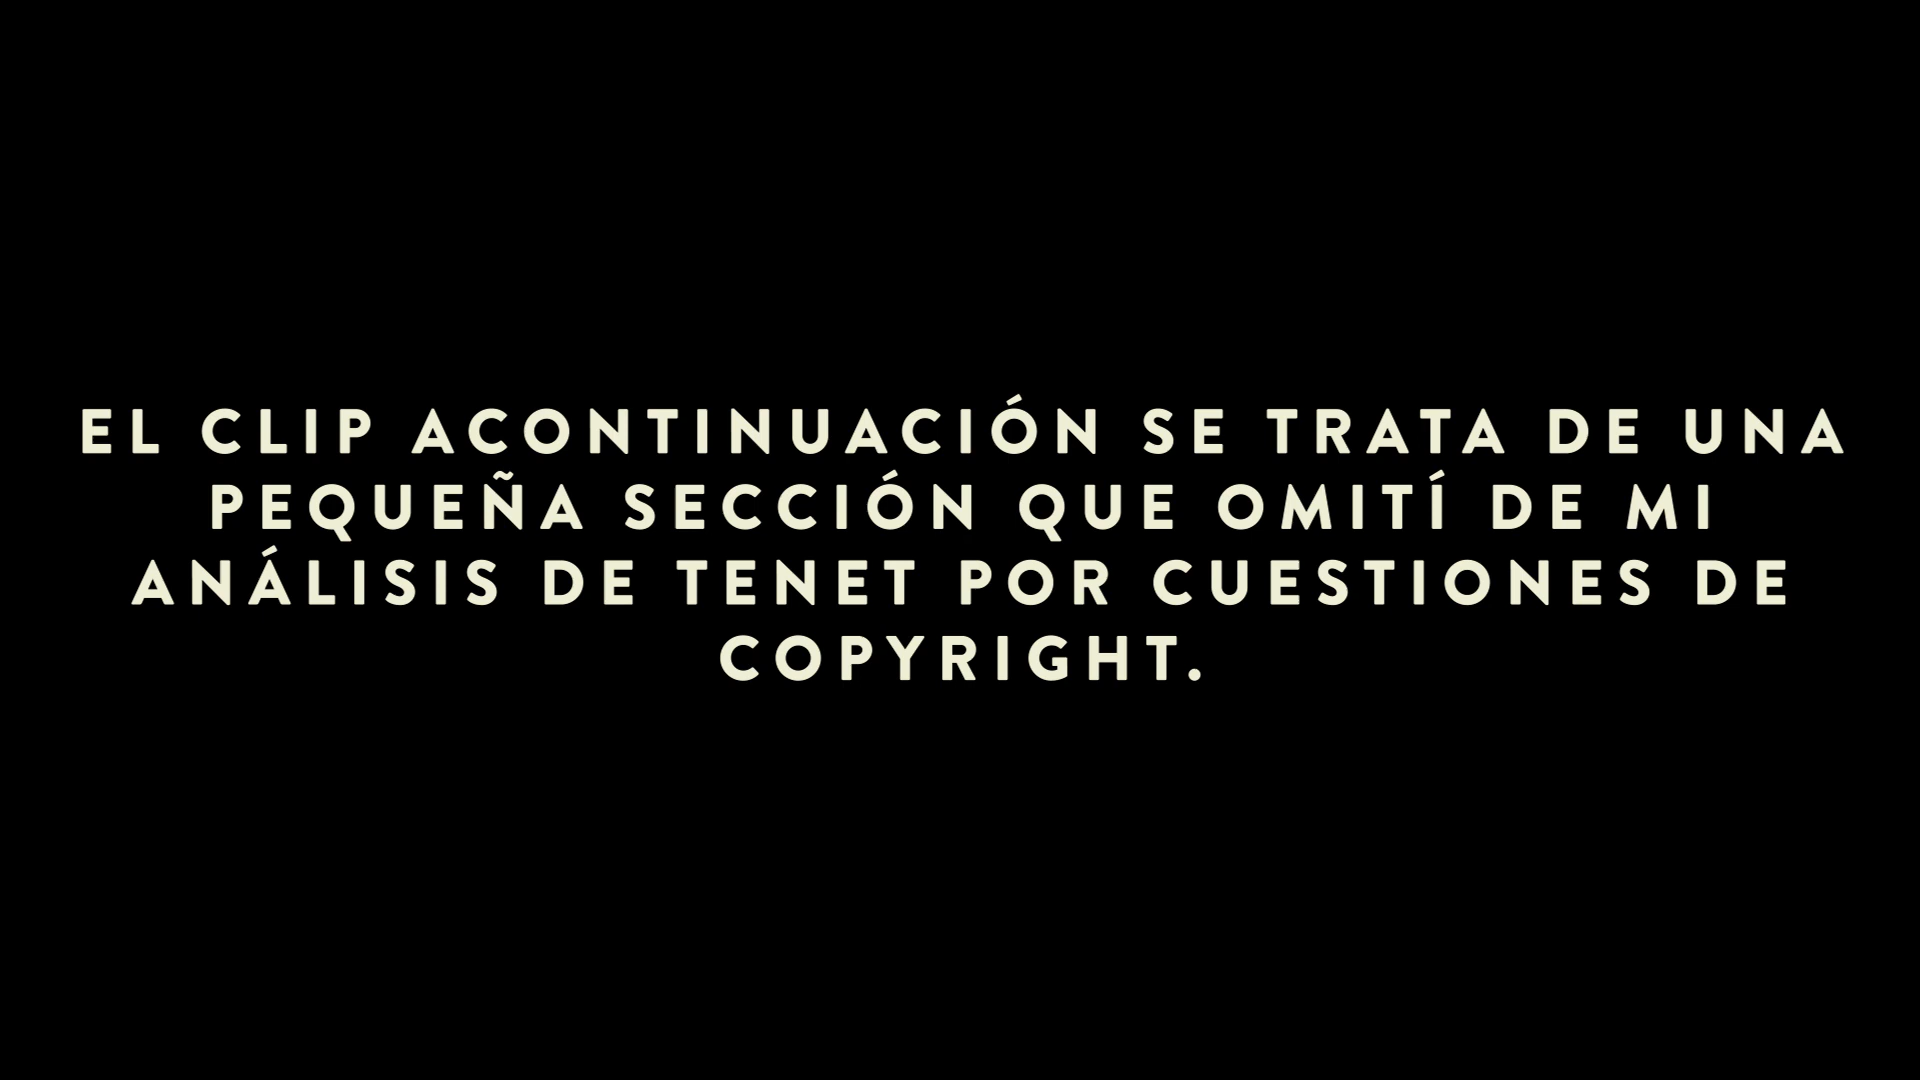 EL CLIP ACONTINUACIÓN SE TRATA DE UNA
PEQUEÑA SECCIÓN QUE OMITÍ DE MI
ANÁLISIS DE TENET POR CUESTIONES DE
COPYRIGHT.